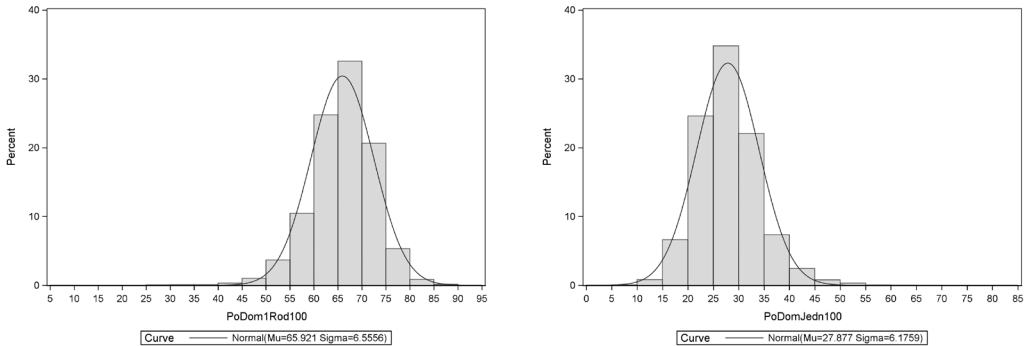 40
30
20
10
0
Percent
5 10 15 20 25 30 35 40 45 50 55 60 65 70 75 80 85 90 95
PoDom1Rod100
Curve Normal(Mu=65.921 Sigma=6.5556)
40
30
20
10
0
Percent
0 5 10 15 20 25 30 35 40 45 50 55 60 65 70 75 80 85
PoDomJedn100
Curve Normal(Mu=27.877 Sigma=6.1759)